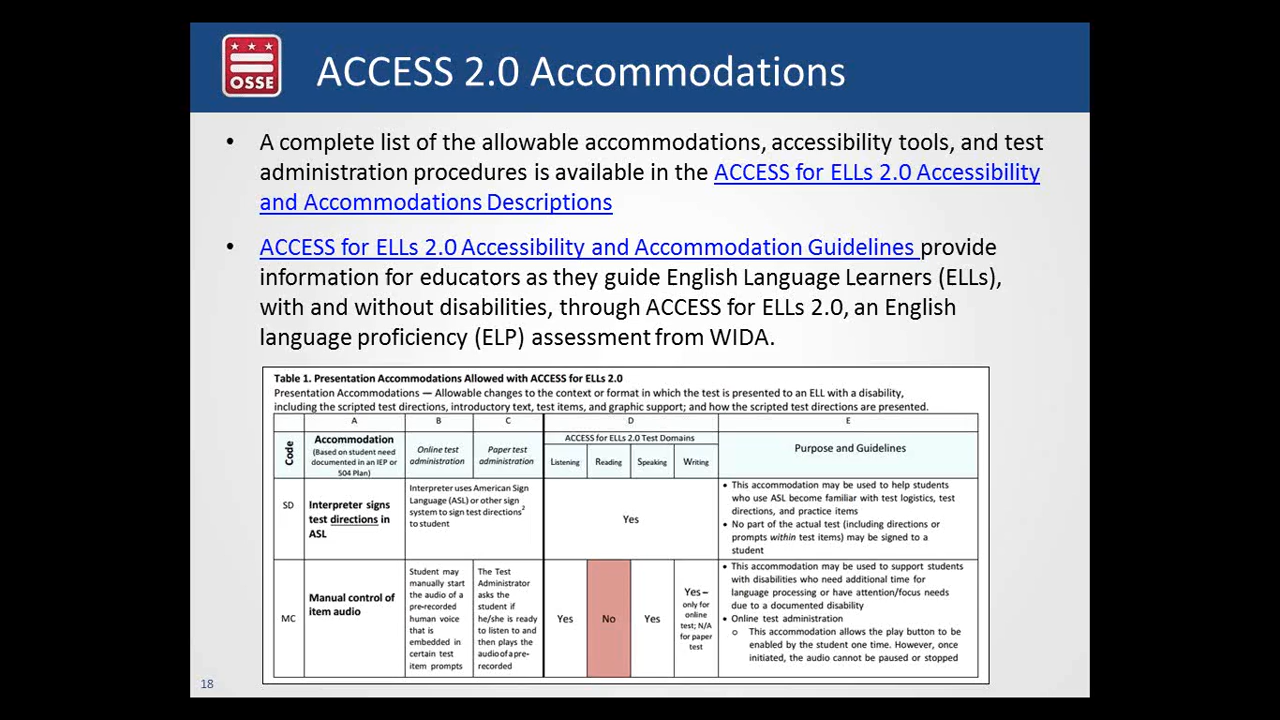 OSSE
ACCESS 2.0 Accommodations
• A complete list of the allowable accommodations, accessibility tools, and test
administration procedures is available in the ACCESS for ELLs 2.0 Accessibility
and Accommodations Descriptions
• ACCESS for ELLs 2.0 Accessibility and Accommodation Guidelines provide
information for educators as they guide English Language Learners (ELLs),
with and without disabilities, through ACCESS for ELLs 2.0, an English
language proficiency (ELP) assessment from WIDA.
Table 1. Presentation Accommodations Allowed with ACCESS for ELLs 2.0
Presentation Accommodations — Allowable changes to the context or format in which the test is presented to an ELL with a disability,
including the scripted test directions, introductory text, test items, and graphic support; and how the scripted test directions are presented.
A
B
C
D
E
Code
Accommodation
(Based on student need
documented in an IEP or
504 Plan)
Online test
administration
Paper test
administration
ACCESS for ELLs 2.0 Test Domains
Listening
Reading
Speaking
Writing
Purpose and Guidelines
SD
Interpreter signs
test directions in
ASL
Interpreter uses American Sign
Language (ASL) or other sign
system to sign test directions2
to student
Yes
• This accommodation may be used to help students
who use ASL become familiar with test logistics, test
directions, and practice items
• No part of the actual test (including directions or
prompts within test items) may be signed to a
student
MC
Manual control of
item audio
Student may
manually start
the audio of a
pre-recorded
human voice
that is
embedded in
certain test
item prompts
The Test
Administrator
asks the
student if
he/she is ready
to listen to and
then plays the
audio of a pre-
recorded
Yes
No
Yes
Yes –
only for
online
test; N/A
for paper
test
• This accommodation may be used to support students
with disabilities who need additional time for
language processing or have attention/focus needs
due to a documented disability
• Online test administration
o This accommodation allows the play button to be
enabled by the student one time. However, once
initiated, the audio cannot be paused or stopped
18